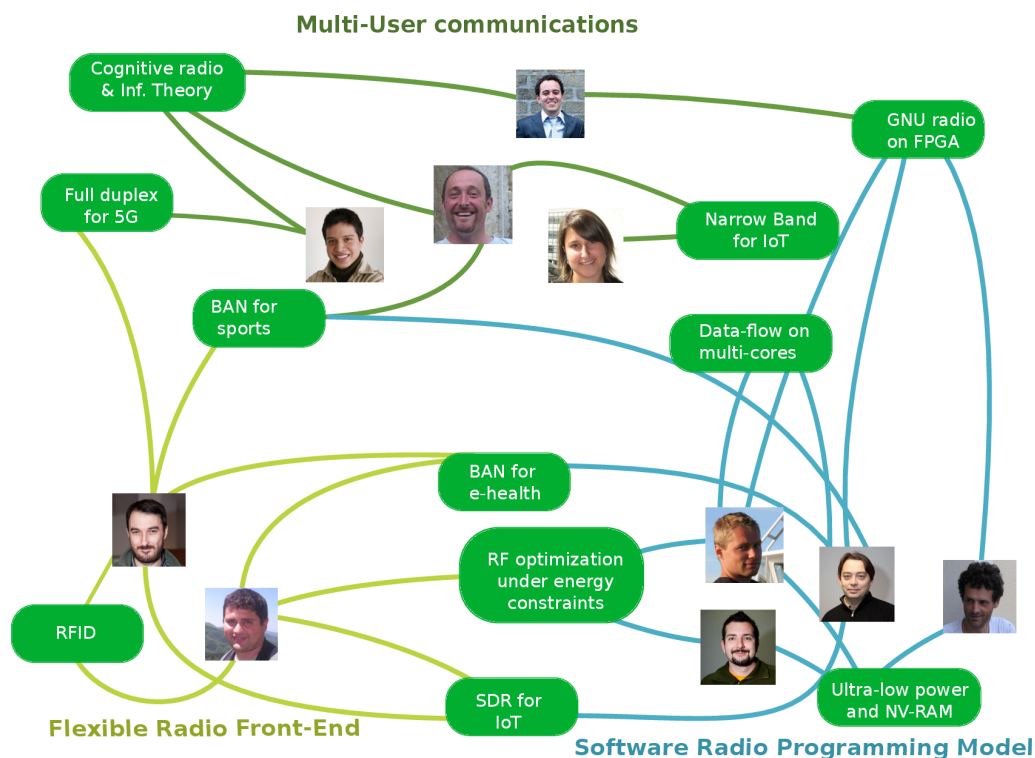 Multi-User communications
Cognitive radio
& Inf. Theory
GNU radio
on FPGA
Full duplex
for 5G
Narrow Band
for IoT
BAN for
sports
Data-flow on
multi-cores
BAN for
e-health
RF optimization
under energy
constraints
RFID
SDR for
IoT
Ultra-low power
and NV-RAM
Flexible Radio Front-End
Software Radio Programming Model